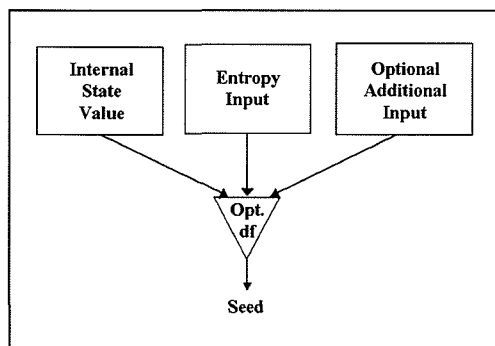 Internal
State
Value
Entropy
Input
Optional
Additional
Input
Opt.
df
Seed